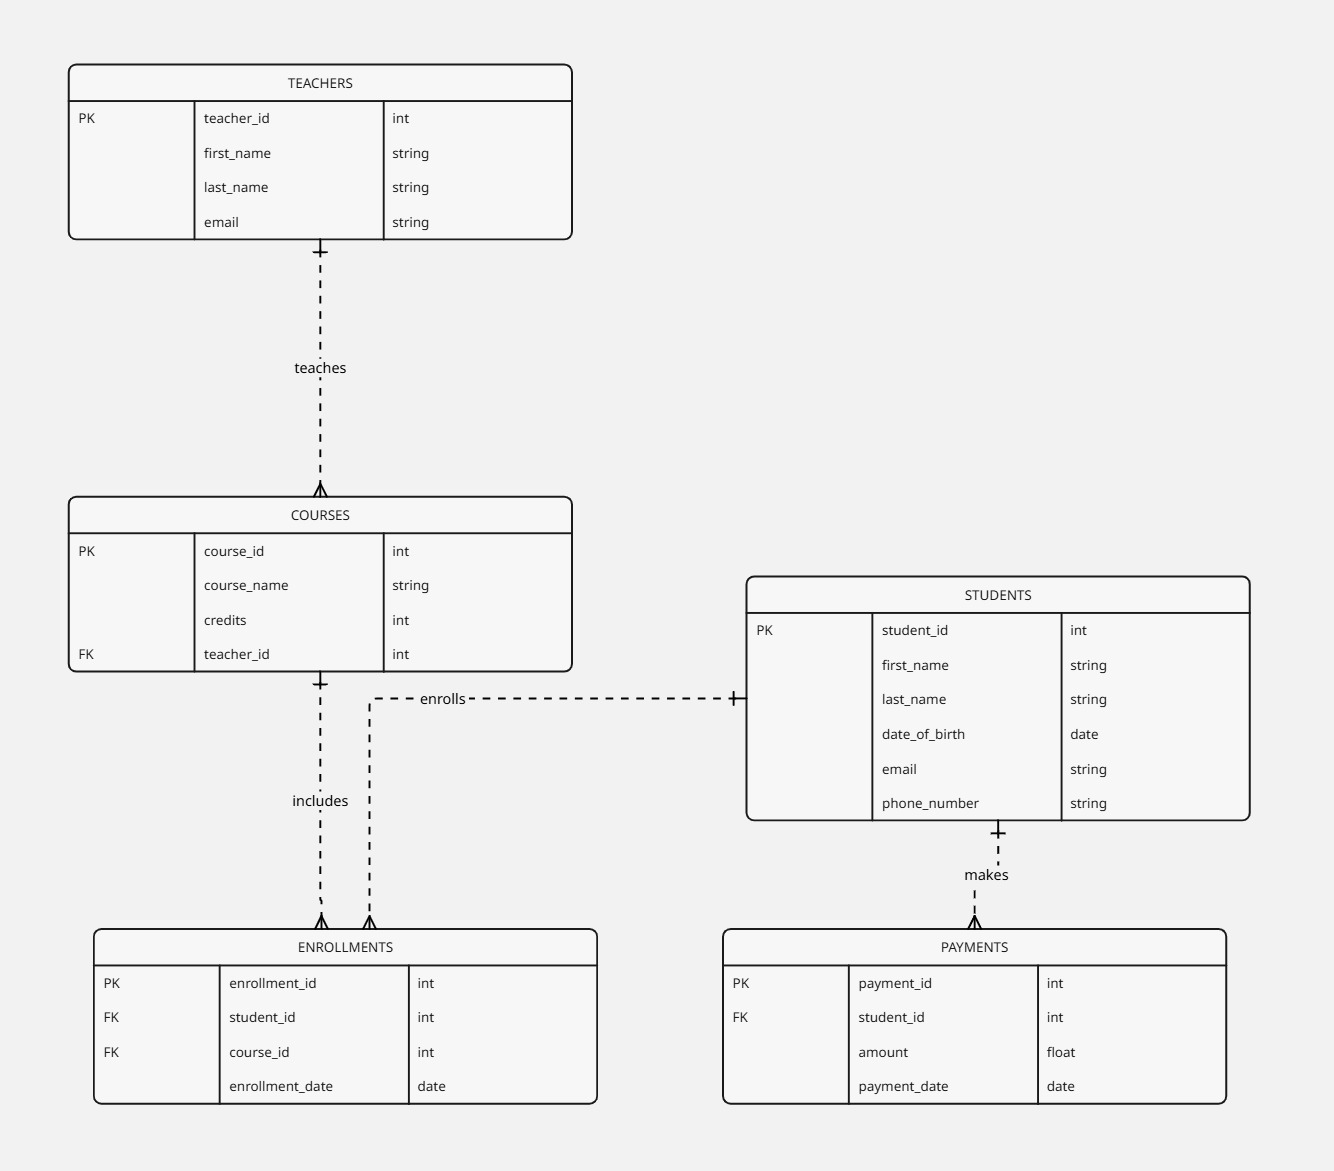 TEACHERS
PK teacher_id int
first_name string
last_name string
email string
teaches
COURSES
PK course_id int
course_name string
credits int
FK teacher_id int
STUDENTS
PK student_id int
first_name string
last_name string
date_of_birth date
email string
phone_number string
enrolls
includes
makes
ENROLLMENTS
PK enrollment_id int
FK student_id int
FK course_id int
enrollment_date date
PAYMENTS
PK payment_id int
FK student_id int
amount float
payment_date date